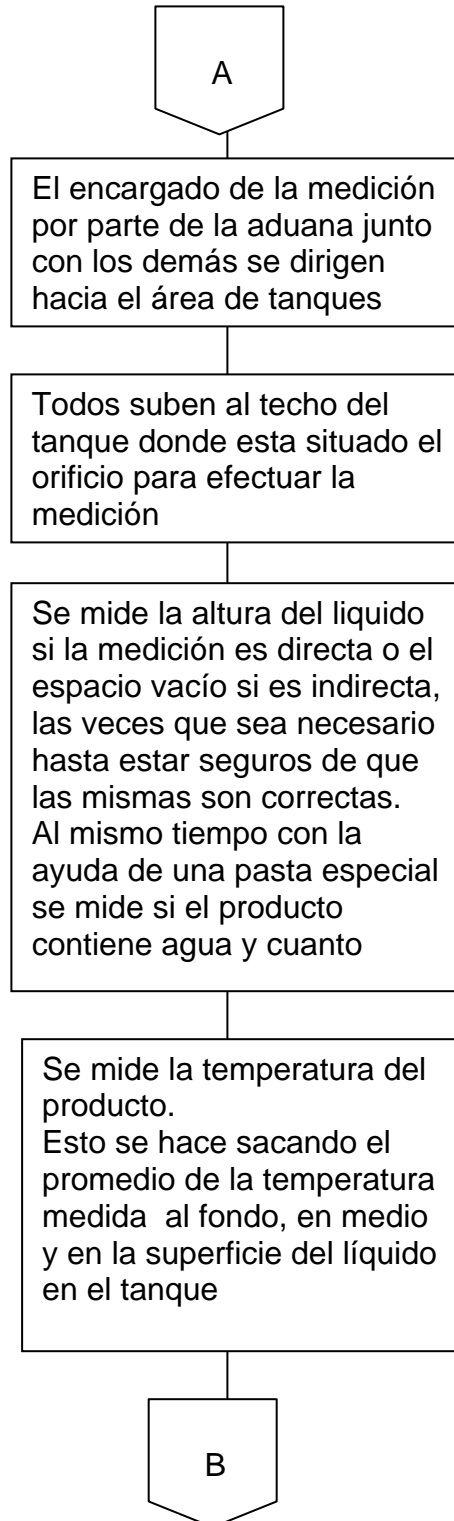 A
El encargado de la medición
por parte de la aduana junto
con los demás se dirigen
hacia el área de tanques
Todos suben al techo del
tanque donde esta situado el
orificio para efectuar la
medición
Se mide la altura del liquido
si la medición es directa o el
espacio vacío si es indirecta,
las veces que sea necesario
hasta estar seguros de que
las mismas son correctas.
Al mismo tiempo con la
ayuda de una pasta especial
se mide si el producto
contiene agua y cuanto
Se mide la temperatura del
producto.
Esto se hace sacando el
promedio de la temperatura
medida al fondo, en medio
y en la superficie del líquido
en el tanque
B